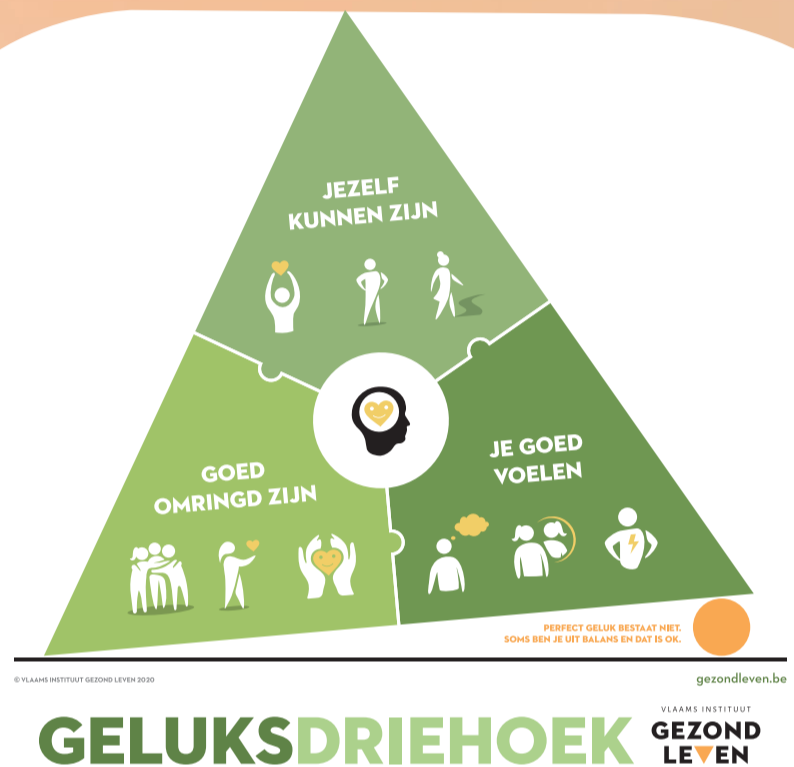 JEZELF
KUNNEN ZIJN
GOED
OMRINGD ZIJN
JE GOED
VOELEN
PERFECT GELUK BESTAAT NIET.
SOMS BEN JE UIT BALANS EN DAT IS OK.
© VLAAMS INSTITUUT GEZOND LEVEN 2020
gezondleven.be
GELUKSDRIEHOEK
VLAAMS INSTITUUT
GEZOND
LEVEN